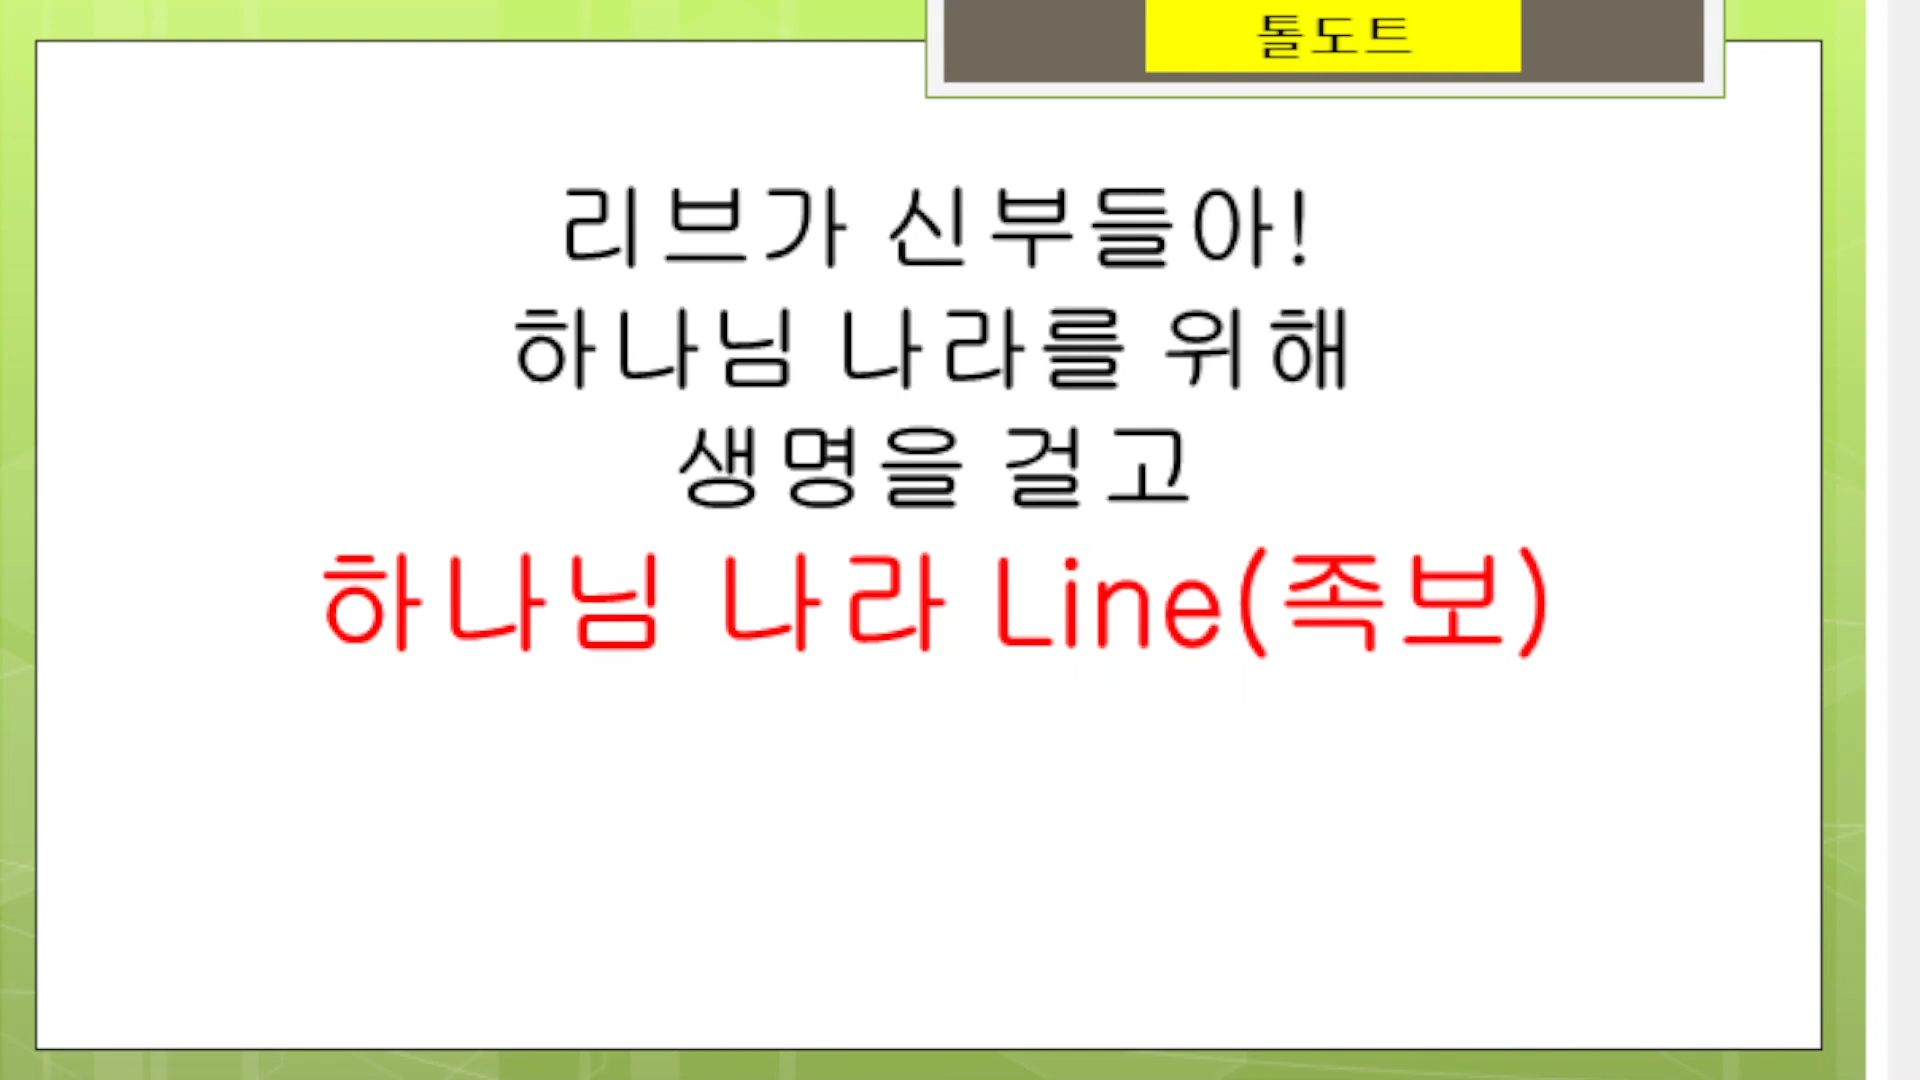 톨도트
리브가 신부들아!
하나님 나라를 위해
생명을 걸고
하나님 나라 Line(족보)